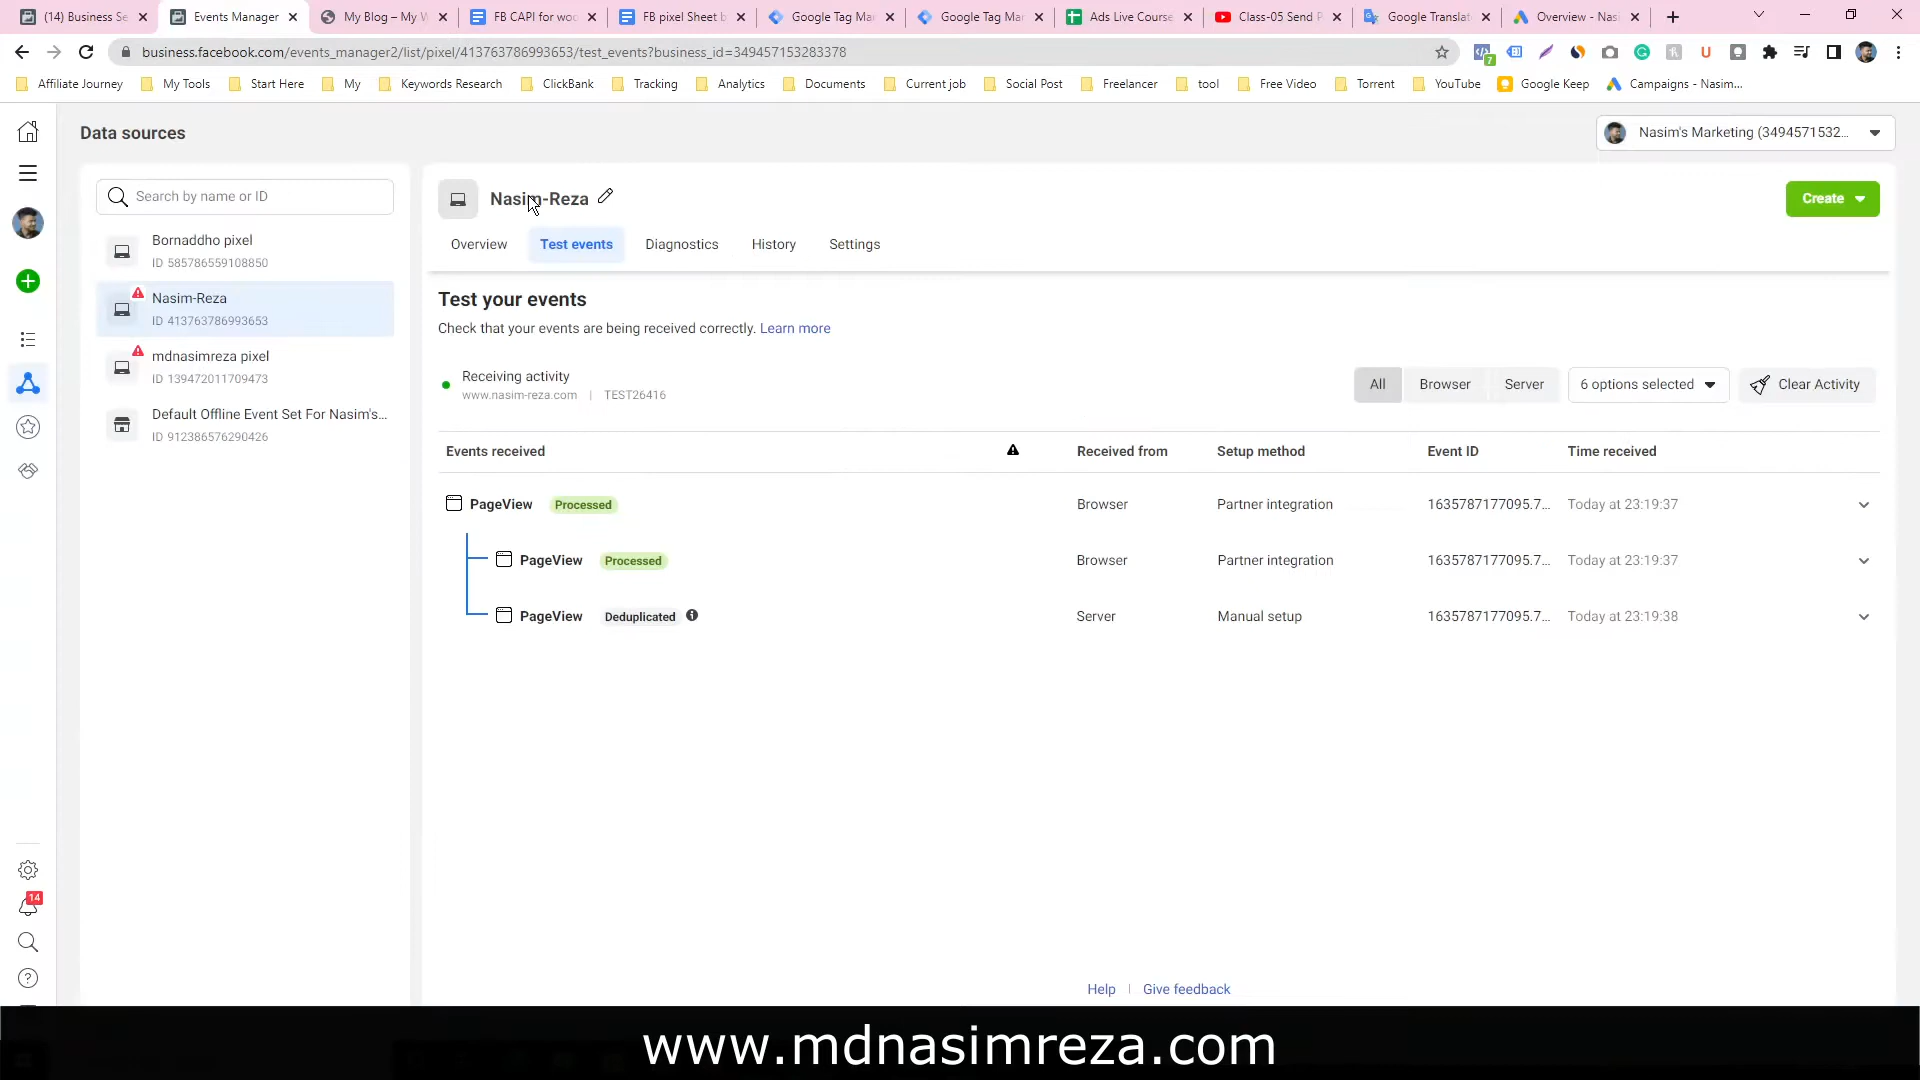 (14) Business Se
Events Manager
My Blog – My W
FB CAPI for woo
FB pixel Sheet b
Google Tag Ma
Google Tag Mar
Ads Live Course
Class-05 Send P
Google Translat
Overview - Nasi
business.facebook.com/events_manager2/list/pixel/413763786993653/test_events?business_id=349457153283378
7
Affiliate Journey
My Tools
Start Here
My
Keywords Research
ClickBank
Tracking
Analytics
Documents
Current job
Social Post
Freelancer
tool
Free Video
Torrent
YouTube
Google Keep
Campaigns - Nasim...
Data sources
Nasim's Marketing (3494571532...
Search by name or ID
Bornaddho pixel
ID 585786559108850
Nasim-Reza
ID 413763786993653
mdnasimreza pixel
ID 139472011709473
Default Offline Event Set For Nasim's...
ID 912386576290426
14
Nasim-Reza
Create
Overview
Test events
Diagnostics
History
Settings
Test your events
Check that your events are being received correctly. Learn more
Receiving activity
www.nasim-reza.com | TEST26416
All
Browser
Server
6 options selected
Clear Activity
Events received
Received from
Setup method
Event ID
Time received
PageView Processed Browser Partner integration 1635787177095.7... Today at 23:19:37
PageView Processed Browser Partner integration 1635787177095.7... Today at 23:19:37
PageView Deduplicated Server Manual setup 1635787177095.7... Today at 23:19:38
Help | Give feedback
www.mdnasimreza.com